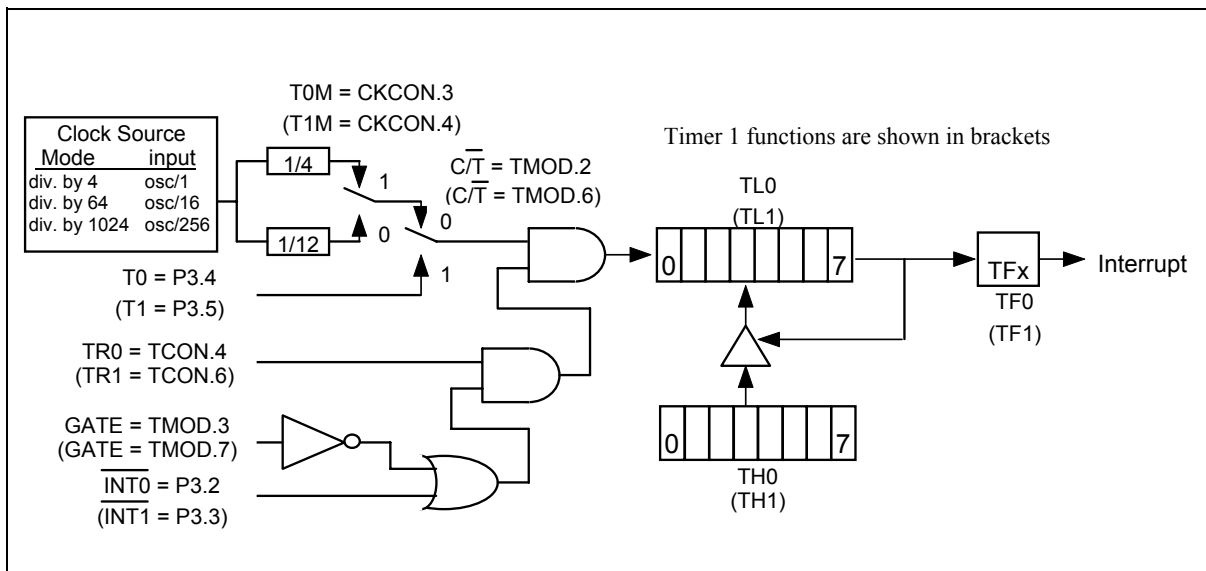 T0M = CKCON.3
(T1M = CKCON.4)
Timer 1 functions are shown in brackets
Clock Source
Mode input
div. by 4 osc/1
div. by 64 osc/16
div. by 1024 osc/256
1/4
1/12
1
0
C/T̅ = TMOD.2
(C/T̅ = TMOD.6)
0
1
T0 = P3.4
(T1 = P3.5)
TR0 = TCON.4
(TR1 = TCON.6)
GATE = TMOD.3
(GATE = TMOD.7)
I̅N̅T̅0̅ = P3.2
(I̅N̅T̅1̅ = P3.3)
TL0
(TL1)
0 7
TFx
Interrupt
TF0
(TF1)
0 7
TH0
(TH1)